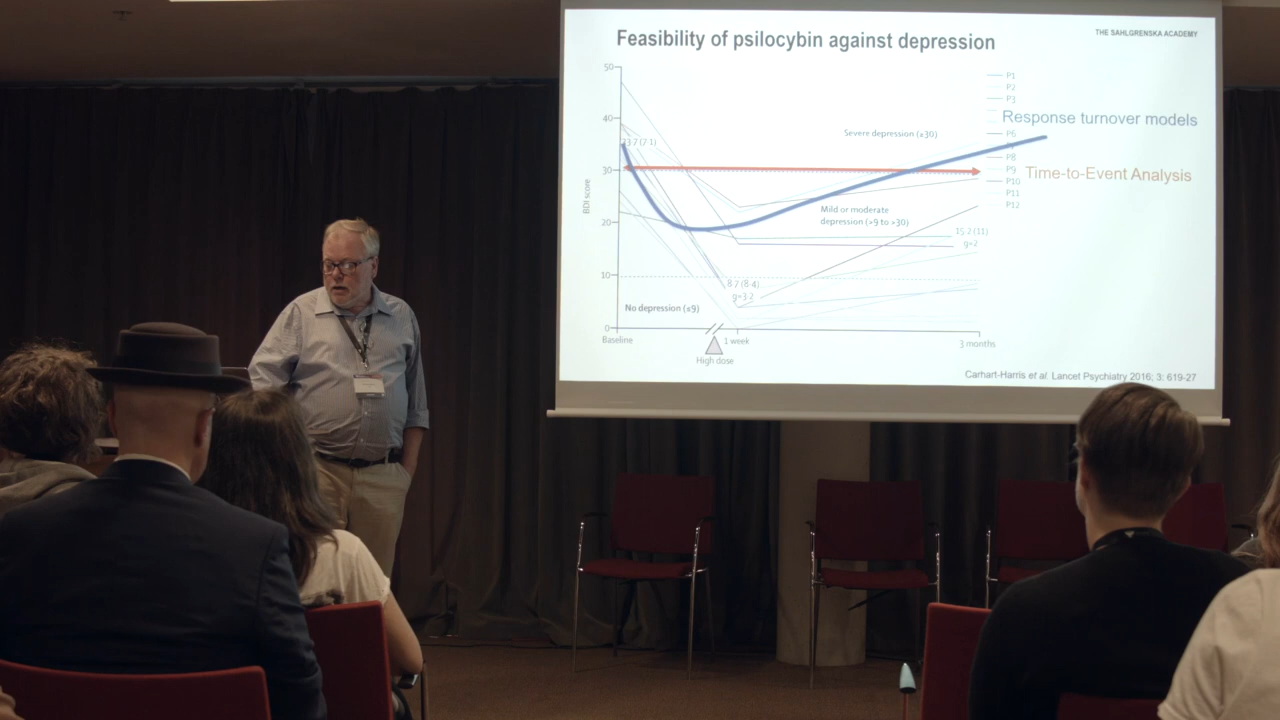 Feasibility of psilocybin against depression
THE SAHLGRENSKA ACADEMY
50
40
30
20
10
0
BDI score
P1
P2
P3
P6
P8
P9
P10
P11
P12
Response turnover models
Time-to-Event Analysis
Severe depression (≥30)
Mild or moderate
depression (>9 to >30)
No depression (≤9)
15·2 (11)
g=2
8·7 (8·4)
g=3·2
Baseline
1 week
3 months
High dose
Carhart-Harris et al. Lancet Psychiatry 2016; 3: 619-27